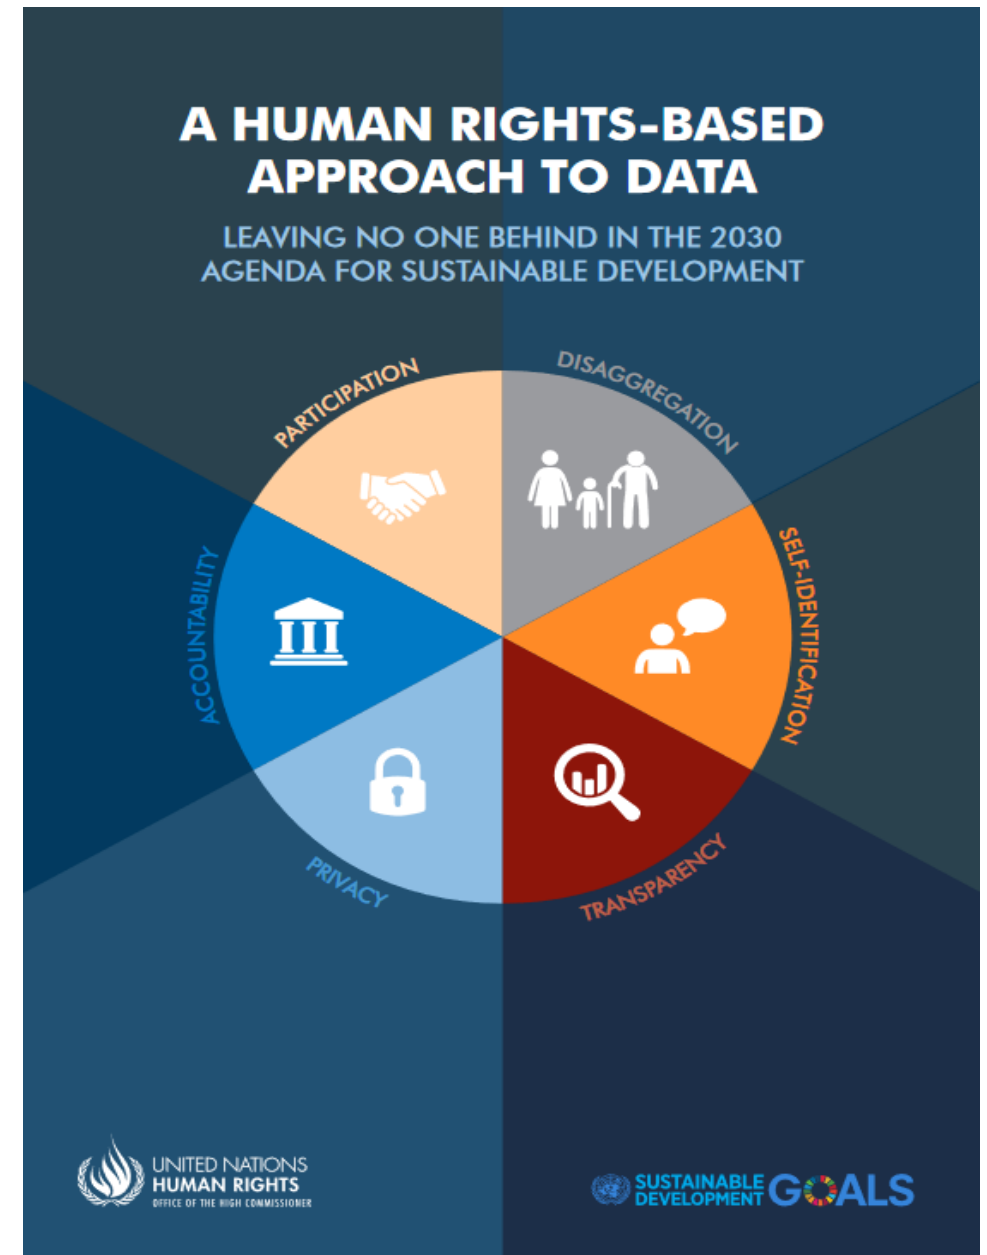 A HUMAN RIGHTS-BASED
APPROACH TO DATA
LEAVING NO ONE BEHIND IN THE 2030
AGENDA FOR SUSTAINABLE DEVELOPMENT
PARTICIPATION
DISAGGREGATION
ACCOUNTABILITY
SELF-IDENTIFICATION
PRIVACY
TRANSPARENCY
UNITED NATIONS
HUMAN RIGHTS
OFFICE OF THE HIGH COMMISSIONER
SUSTAINABLE
DEVELOPMENT
GOALS